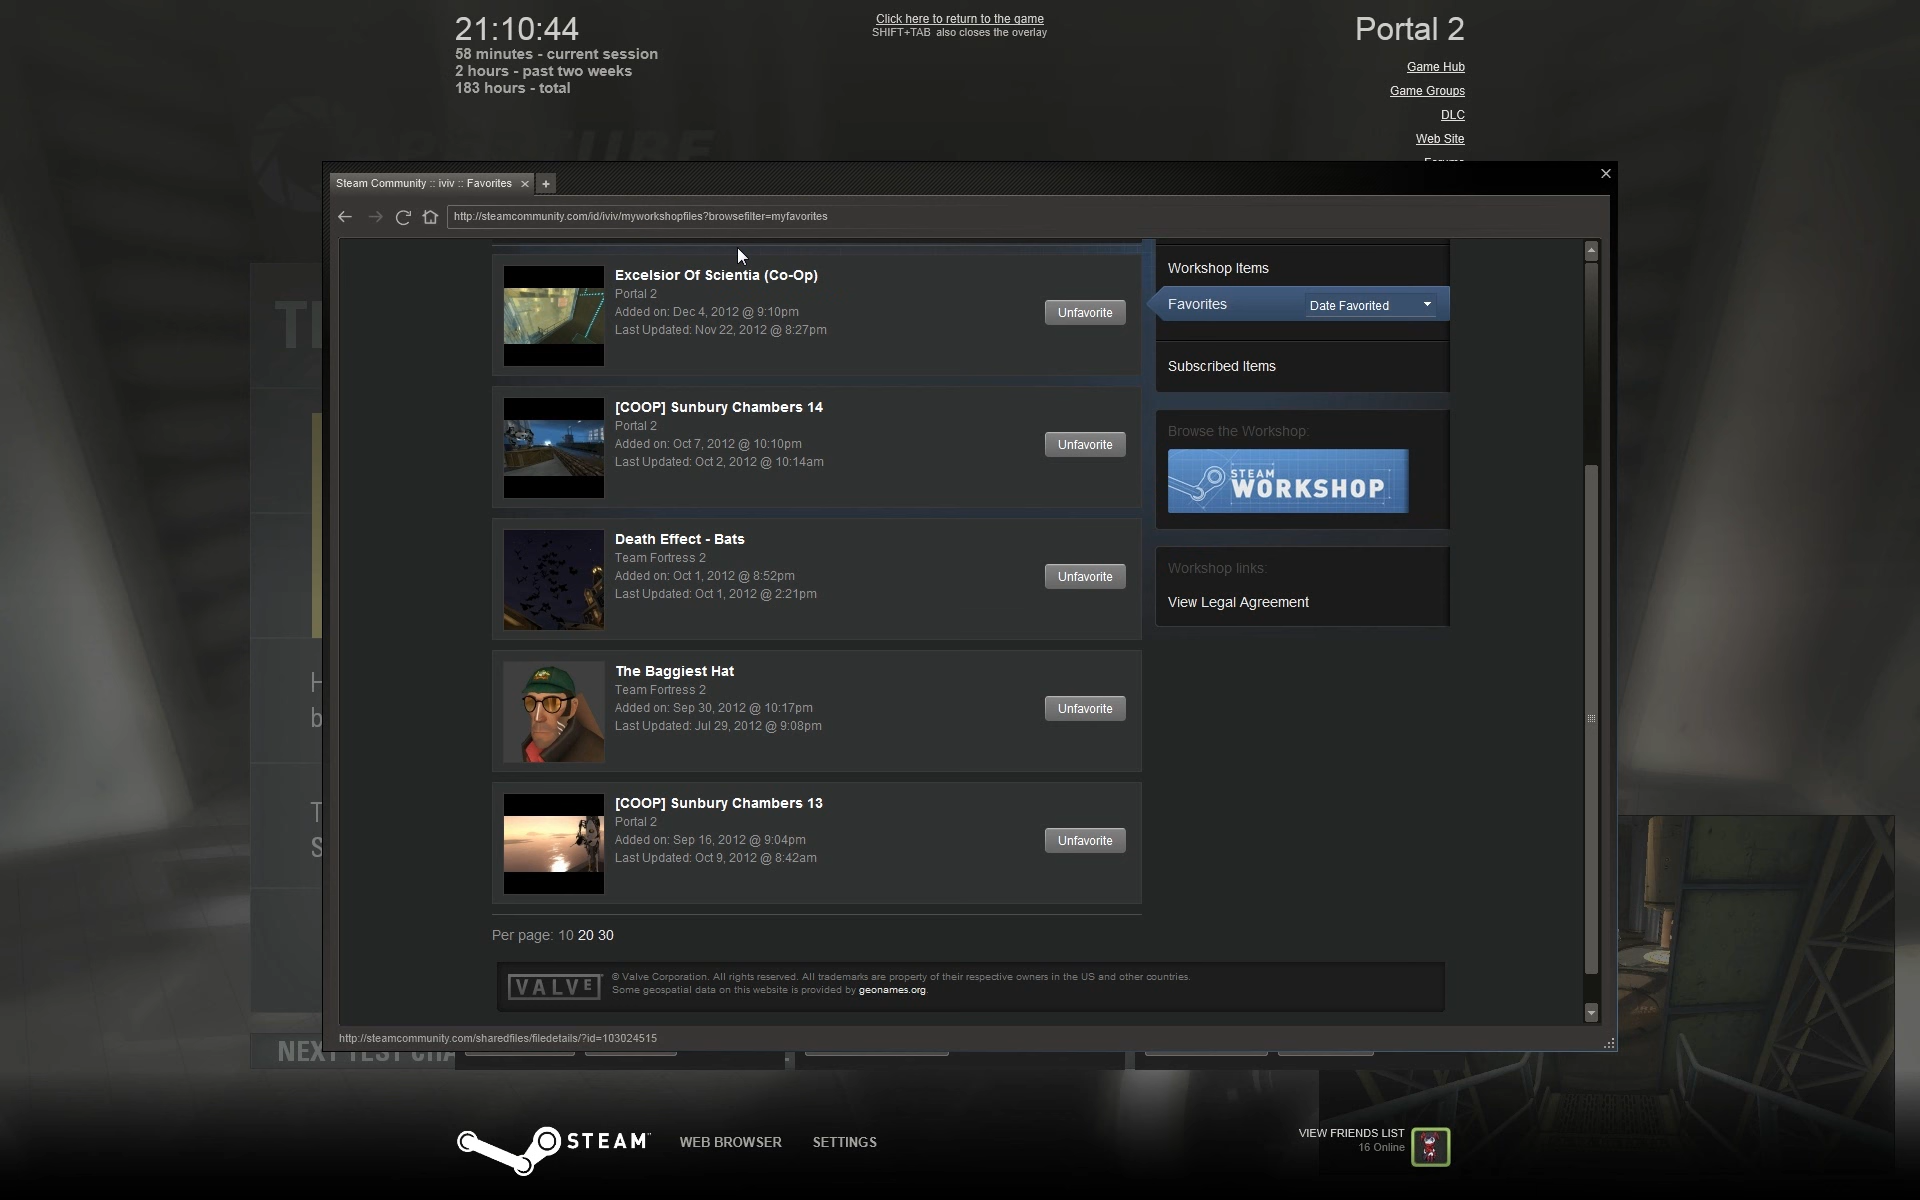 21:10:44
58 minutes - current session
2 hours - past two weeks
183 hours - total
Click here to return to the game
SHIFT+TAB also closes the overlay
Portal 2
Game Hub
Game Groups
DLC
Web Site
Steam Community :: iviv :: Favorites
http://steamcommunity.com/id/iviv/myworkshopfiles?browsefilter=myfavorites
Excelsior Of Scientia (Co-Op)
Portal 2
Added on: Dec 4, 2012 @ 9:10pm
Last Updated: Nov 22, 2012 @ 8:27pm
Unfavorite
[COOP] Sunbury Chambers 14
Portal 2
Added on: Oct 7, 2012 @ 10:10pm
Last Updated: Oct 2, 2012 @ 10:14am
Unfavorite
Death Effect - Bats
Team Fortress 2
Added on: Oct 1, 2012 @ 8:52pm
Last Updated: Oct 1, 2012 @ 2:21pm
Unfavorite
The Baggiest Hat
Team Fortress 2
Added on: Sep 30, 2012 @ 10:17pm
Last Updated: Jul 29, 2012 @ 9:08pm
Unfavorite
[COOP] Sunbury Chambers 13
Portal 2
Added on: Sep 16, 2012 @ 9:04pm
Last Updated: Oct 9, 2012 @ 8:42am
Unfavorite
Per page: 10 20 30
Workshop Items
Favorites
Date Favorited
Subscribed Items
Browse the Workshop:
STEAM
WORKSHOP
Workshop links:
View Legal Agreement
VALVE
© Valve Corporation. All rights reserved. All trademarks are property of their respective owners in the US and other countries.
Some geospatial data on this website is provided by geonames.org.
http://steamcommunity.com/sharedfiles/filedetails/?id=103024515
NEXT TEST CHA
STEAM
WEB BROWSER
SETTINGS
VIEW FRIENDS LIST
16 Online